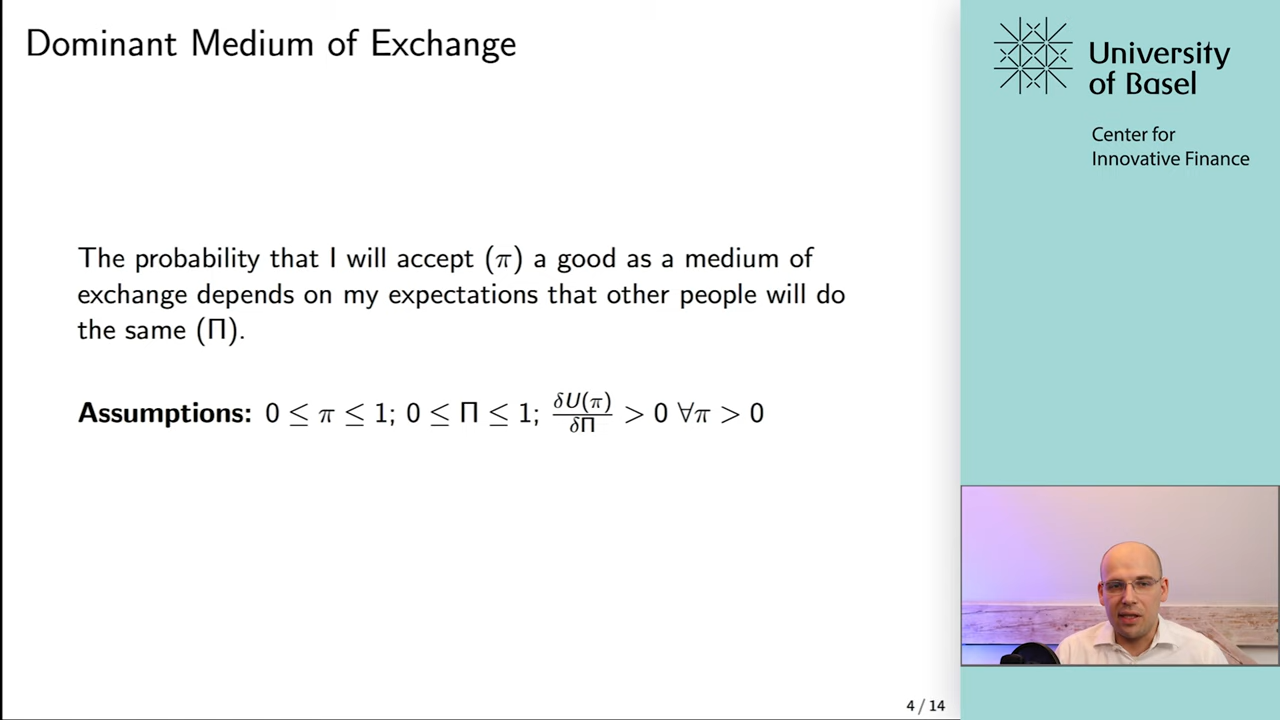 Dominant Medium of Exchange
The probability that I will accept (π) a good as a medium of
exchange depends on my expectations that other people will do
the same (Π).
Assumptions: 0 ≤ π ≤ 1; 0 ≤ Π ≤ 1; δU(π)/δΠ > 0 ∀π > 0
4 / 14
University
of Basel
Center for
Innovative Finance